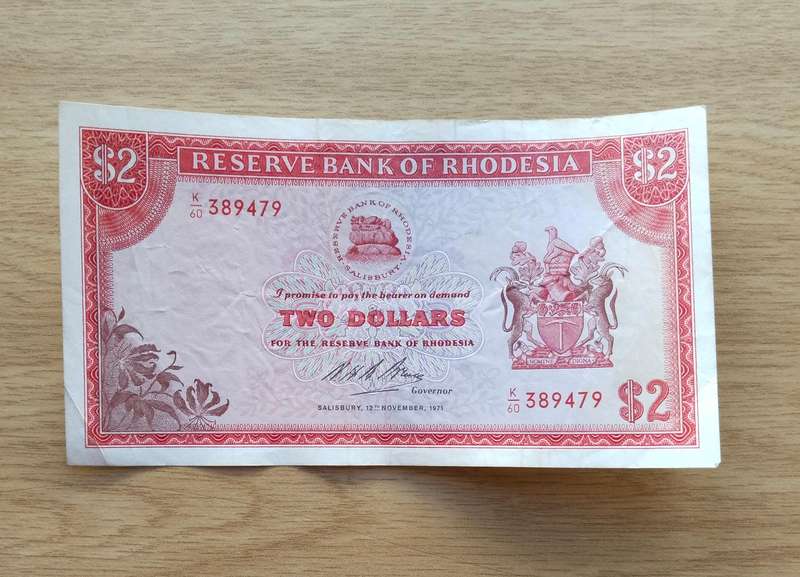 $2 RESERVE BANK OF RHODESIA $2
K/60 389479
RESERVE BANK OF RHODESIA
SALISBURY
I promise to pay the bearer on demand
TWO DOLLARS
FOR THE RESERVE BANK OF RHODESIA
Governor
SALISBURY, 12TH NOVEMBER, 1971
K/60 389479 $2